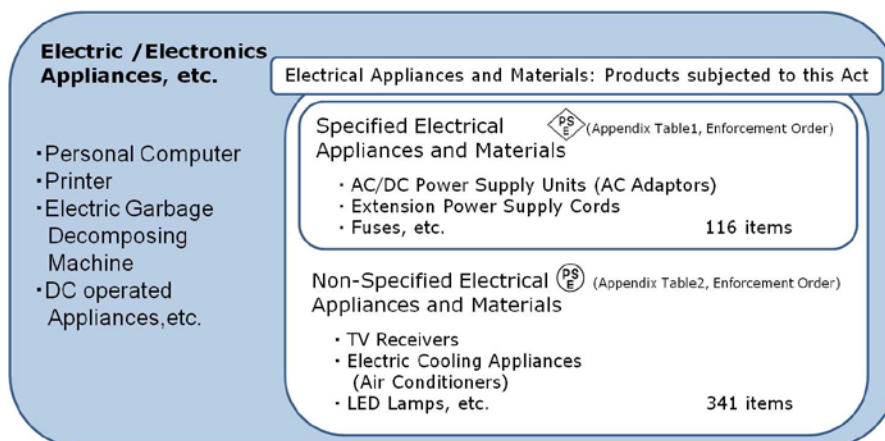 Electric /Electronics
Appliances, etc.
・Personal Computer
・Printer
・Electric Garbage
Decomposing
Machine
・DC operated
Appliances,etc.
Electrical Appliances and Materials: Products subjected to this Act
Specified Electrical PS E (Appendix Table1, Enforcement Order)
Appliances and Materials
・AC/DC Power Supply Units (AC Adaptors)
・Extension Power Supply Cords
・Fuses, etc. 116 items
Non-Specified Electrical PS E (Appendix Table2, Enforcement Order)
Appliances and Materials
・TV Receivers
・Electric Cooling Appliances
(Air Conditioners)
・LED Lamps, etc. 341 items